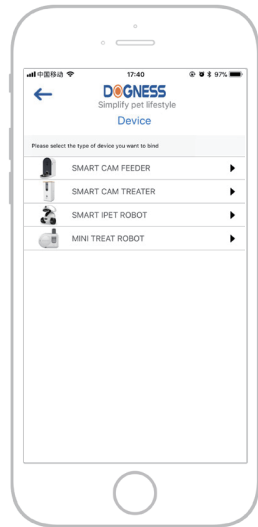 中国移动 17:40 97%
DOGNESS
Simplify pet lifestyle
Device
Please select the type of device you want to bind
SMART CAM FEEDER
SMART CAM TREATER
SMART IPET ROBOT
MINI TREAT ROBOT